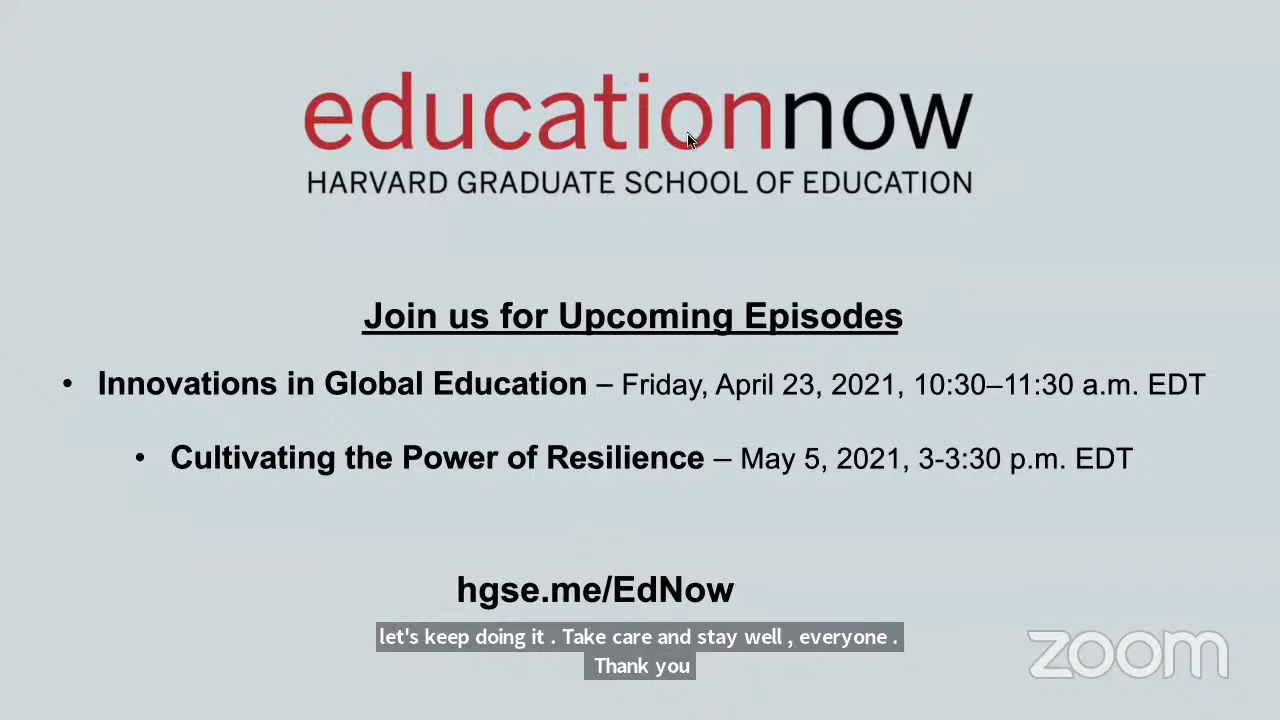 educationnow
HARVARD GRADUATE SCHOOL OF EDUCATION
Join us for Upcoming Episodes
• Innovations in Global Education – Friday, April 23, 2021, 10:30–11:30 a.m. EDT
• Cultivating the Power of Resilience – May 5, 2021, 3-3:30 p.m. EDT
hgse.me/EdNow
let's keep doing it . Take care and stay well , everyone .
Thank you
zoom